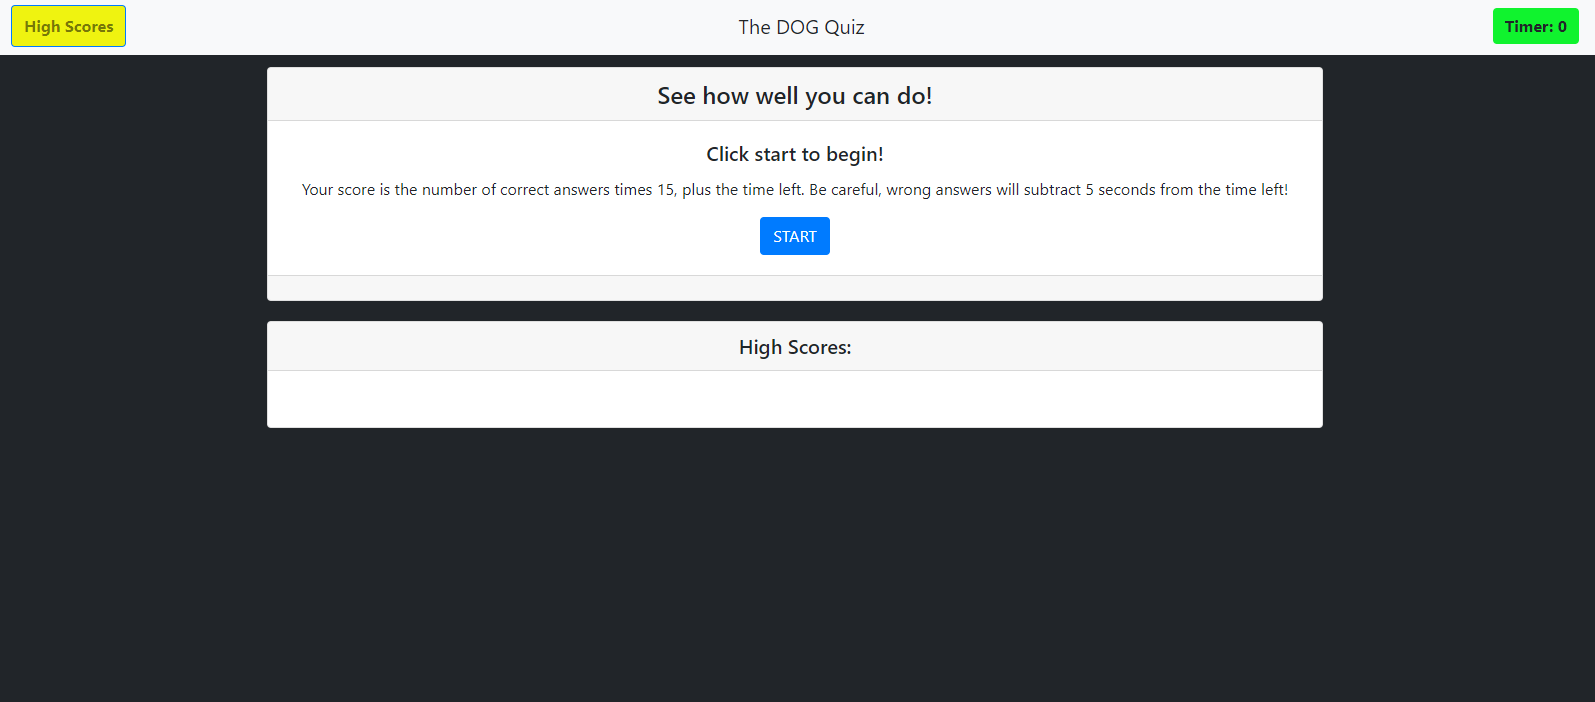 High Scores
The DOG Quiz
Timer: 0
See how well you can do!
Click start to begin!
Your score is the number of correct answers times 15, plus the time left. Be careful, wrong answers will subtract 5 seconds from the time left!
START
High Scores: